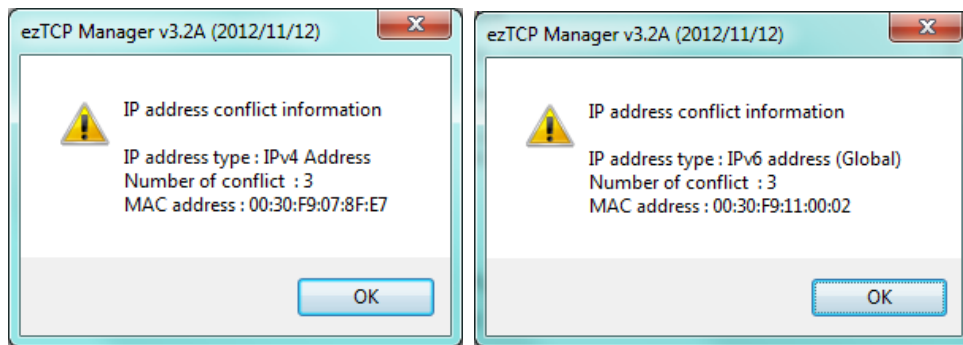 ezTCP Manager v3.2A (2012/11/12)
IP address conflict information
IP address type : IPv4 Address
Number of conflict : 3
MAC address : 00:30:F9:07:8F:E7
OK
ezTCP Manager v3.2A (2012/11/12)
IP address conflict information
IP address type : IPv6 address (Global)
Number of conflict : 3
MAC address : 00:30:F9:11:00:02
OK